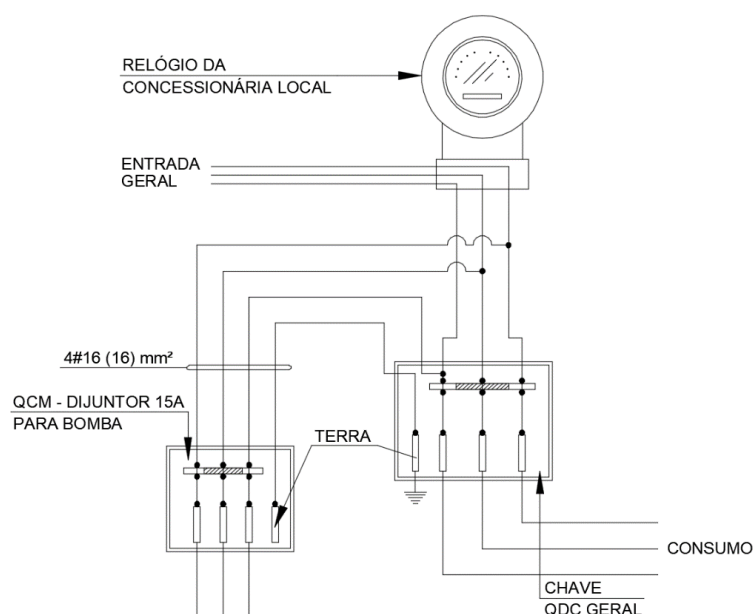 RELÓGIO DA
CONCESSIONÁRIA LOCAL
ENTRADA
GERAL
4#16 (16) mm²
QCM - DIJUNTOR 15A
PARA BOMBA
TERRA
CONSUMO
CHAVE
QDC GERAL